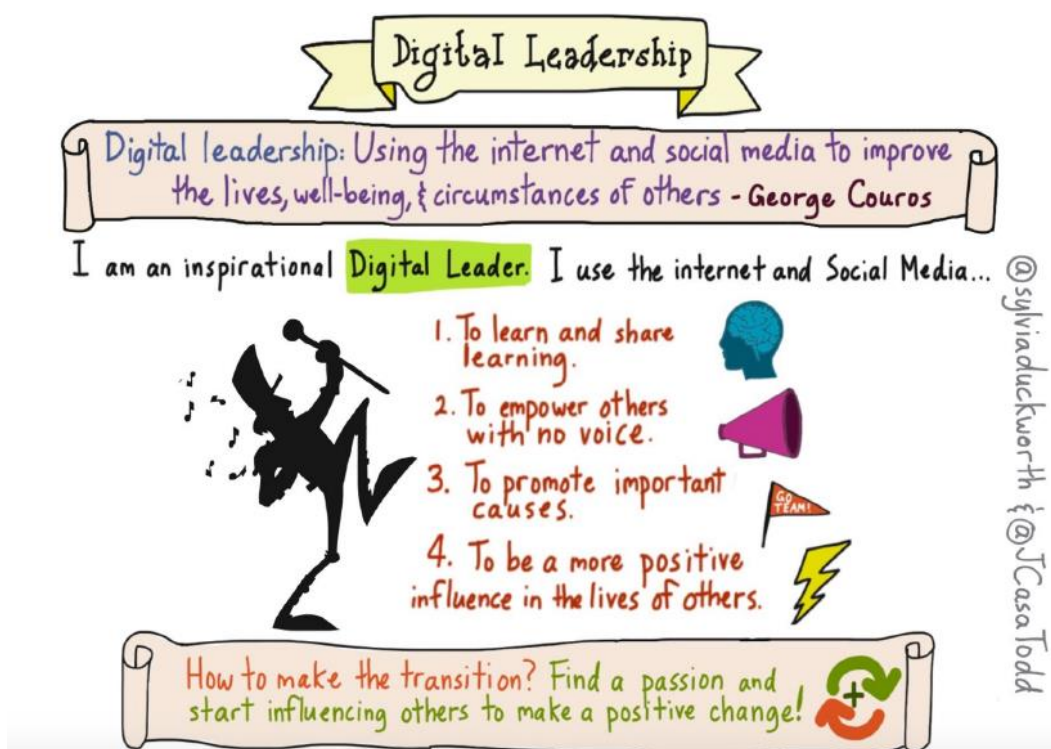 Digital Leadership
Digital leadership: Using the internet and social media to improve
the lives, well-being, & circumstances of others - George Couros
I am an inspirational Digital Leader. I use the internet and Social Media...
1. To learn and share
learning.
2. To empower others
with no voice.
3. To promote important
causes.
GO
TEAM!
4. To be a more positive
influence in the lives of others.
How to make the transition? Find a passion and
start influencing others to make a positive change!
+
@sylviaduckworth & @JCasaTodd